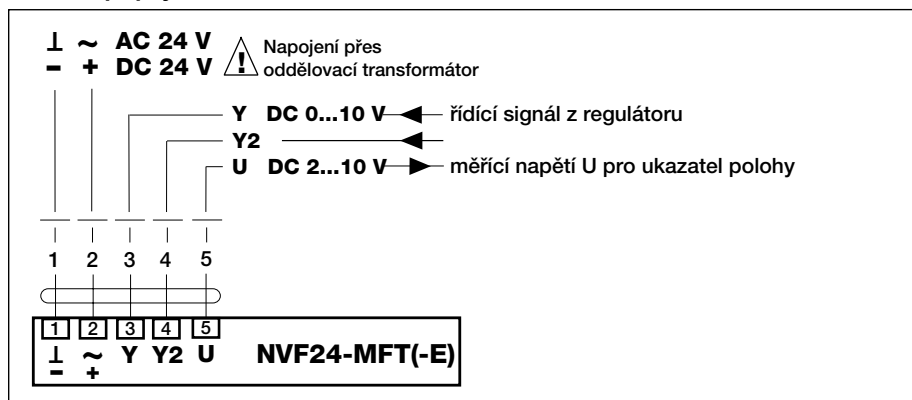 ⊥ ~ AC 24 V
– + DC 24 V
Napojení přes
oddělovací transformátor
Y DC 0...10 V řídící signál z regulátoru
Y2
U DC 2...10 V měřící napětí U pro ukazatel polohy
1 2 3 4 5
1 2 3 4 5
⊥ ~ Y Y2 U NVF24-MFT(-E)
– +